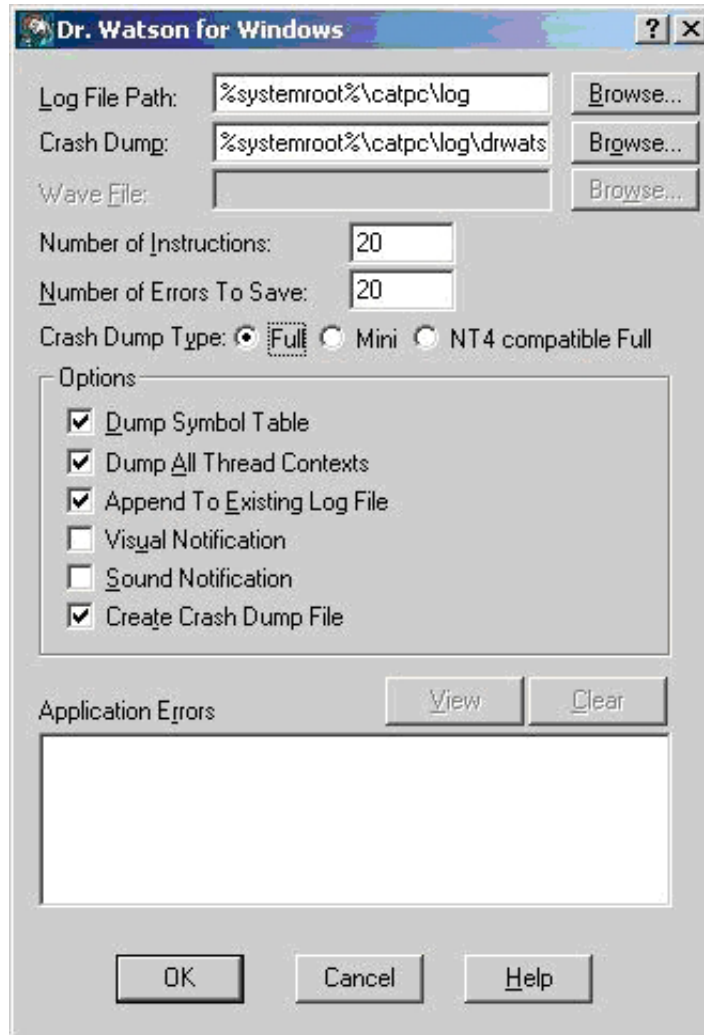 Dr. Watson for Windows
Log File Path: %systemroot%\catpc\log Browse...
Crash Dump: %systemroot%\catpc\log\drwats Browse...
Wave File: Browse...
Number of Instructions: 20
Number of Errors To Save: 20
Crash Dump Type: Full Mini NT4 compatible Full
Options
Dump Symbol Table
Dump All Thread Contexts
Append To Existing Log File
Visual Notification
Sound Notification
Create Crash Dump File
Application Errors View Clear
OK Cancel Help